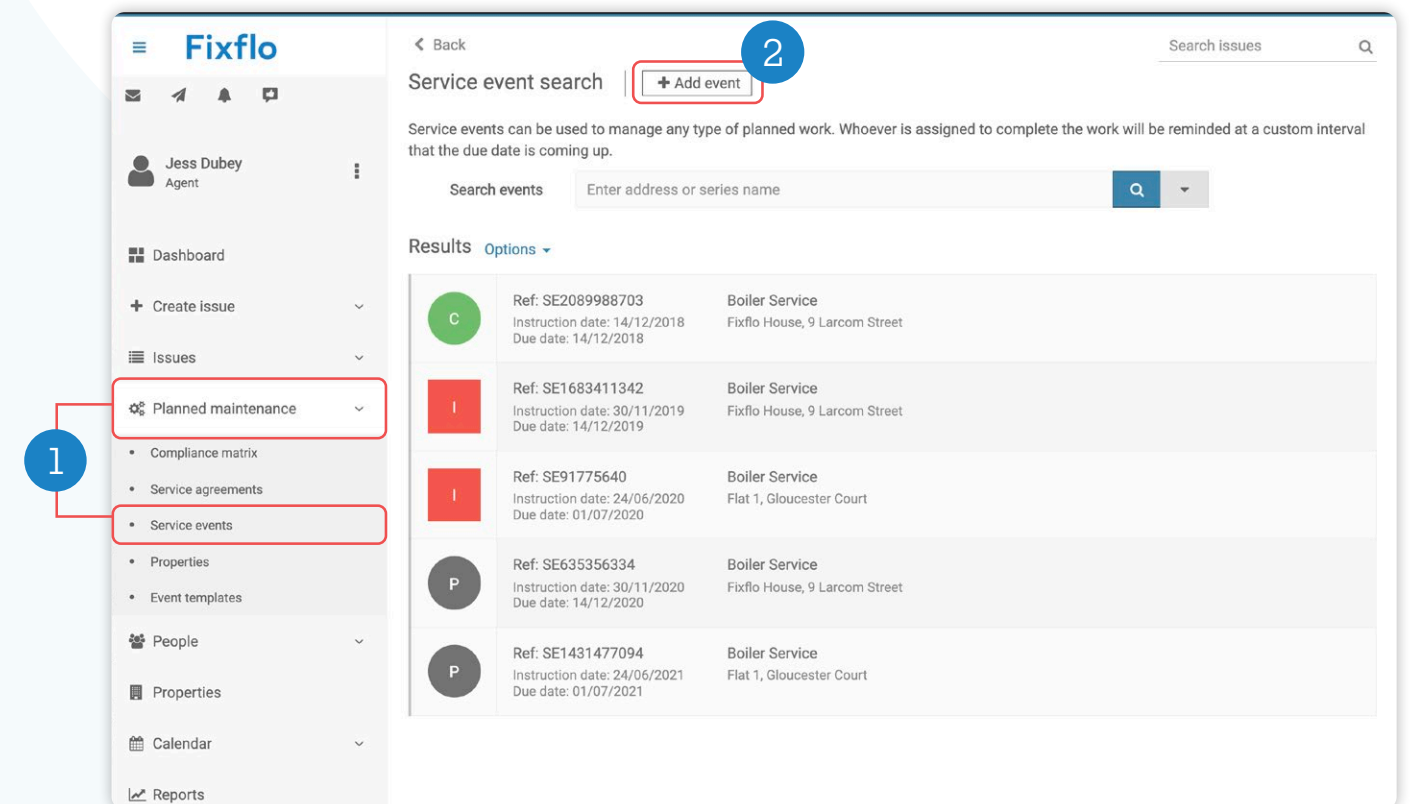 Fixflo
Jess Dubey
Agent
Dashboard
Create issue
Issues
Planned maintenance
Compliance matrix
Service agreements
Service events
Properties
Event templates
People
Properties
Calendar
Reports
1
Back
Search issues
2
Service event search
+ Add event
Service events can be used to manage any type of planned work. Whoever is assigned to complete the work will be reminded at a custom interval
that the due date is coming up.
Search events
Enter address or series name
Results Options
C
Ref: SE2089988703
Instruction date: 14/12/2018
Due date: 14/12/2018
Boiler Service
Fixflo House, 9 Larcom Street
I
Ref: SE1683411342
Instruction date: 30/11/2019
Due date: 14/12/2019
Boiler Service
Fixflo House, 9 Larcom Street
I
Ref: SE91775640
Instruction date: 24/06/2020
Due date: 01/07/2020
Boiler Service
Flat 1, Gloucester Court
P
Ref: SE635356334
Instruction date: 30/11/2020
Due date: 14/12/2020
Boiler Service
Fixflo House, 9 Larcom Street
P
Ref: SE1431477094
Instruction date: 24/06/2021
Due date: 01/07/2021
Boiler Service
Flat 1, Gloucester Court